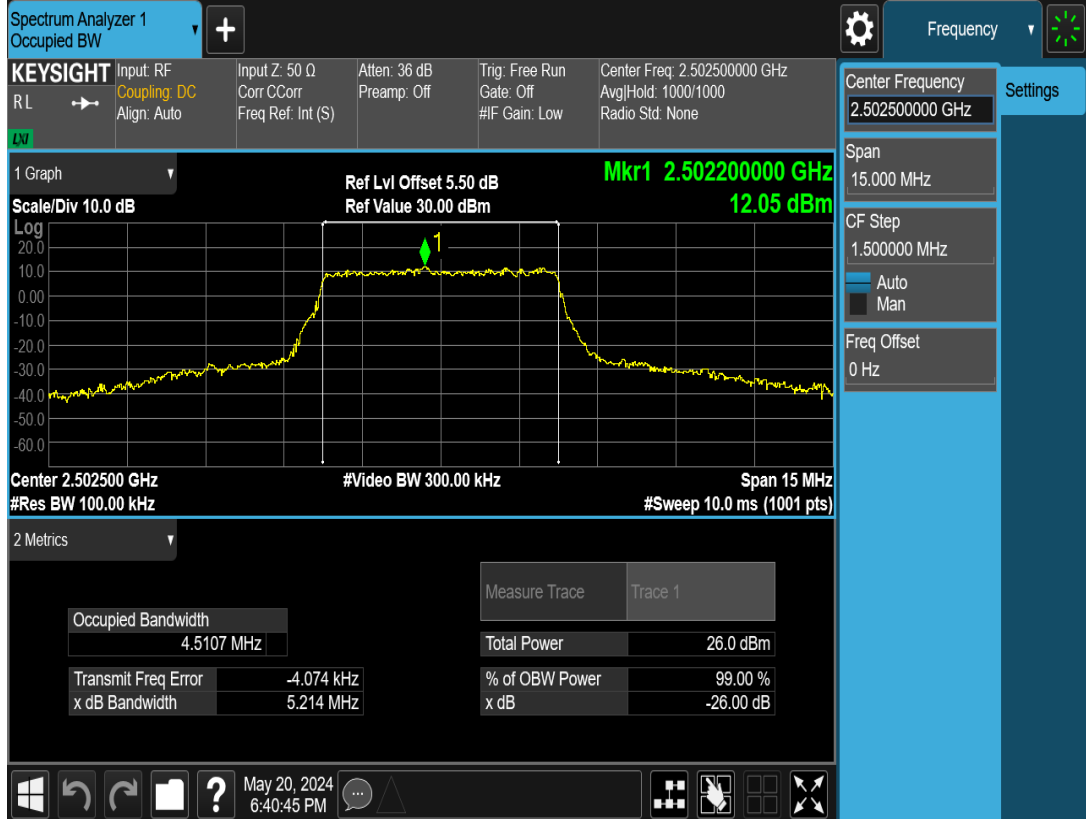 Spectrum Analyzer 1
Occupied BW
Frequency
KEYSIGHT
R L
LXI
Input: RF
Coupling: DC
Align: Auto
Input Z: 50 Ω
Corr CCorr
Freq Ref: Int (S)
Atten: 36 dB
Preamp: Off
Trig: Free Run
Gate: Off
#IF Gain: Low
Center Freq: 2.502500000 GHz
Avg|Hold: 1000/1000
Radio Std: None
Center Frequency
2.502500000 GHz
Settings
Span
15.000 MHz
CF Step
1.500000 MHz
Auto
Man
Freq Offset
0 Hz
1 Graph
Scale/Div 10.0 dB
Ref Lvl Offset 5.50 dB
Ref Value 30.00 dBm
Mkr1 2.502200000 GHz
12.05 dBm
Log
1
20.0
10.0
0.00
-10.0
-20.0
-30.0
-40.0
-50.0
-60.0
Center 2.502500 GHz
#Res BW 100.00 kHz
#Video BW 300.00 kHz
Span 15 MHz
#Sweep 10.0 ms (1001 pts)
2 Metrics
Measure Trace Trace 1
Occupied Bandwidth
4.5107 MHz
Total Power 26.0 dBm
Transmit Freq Error -4.074 kHz
% of OBW Power 99.00 %
x dB Bandwidth 5.214 MHz
x dB -26.00 dB
May 20, 2024
6:40:45 PM